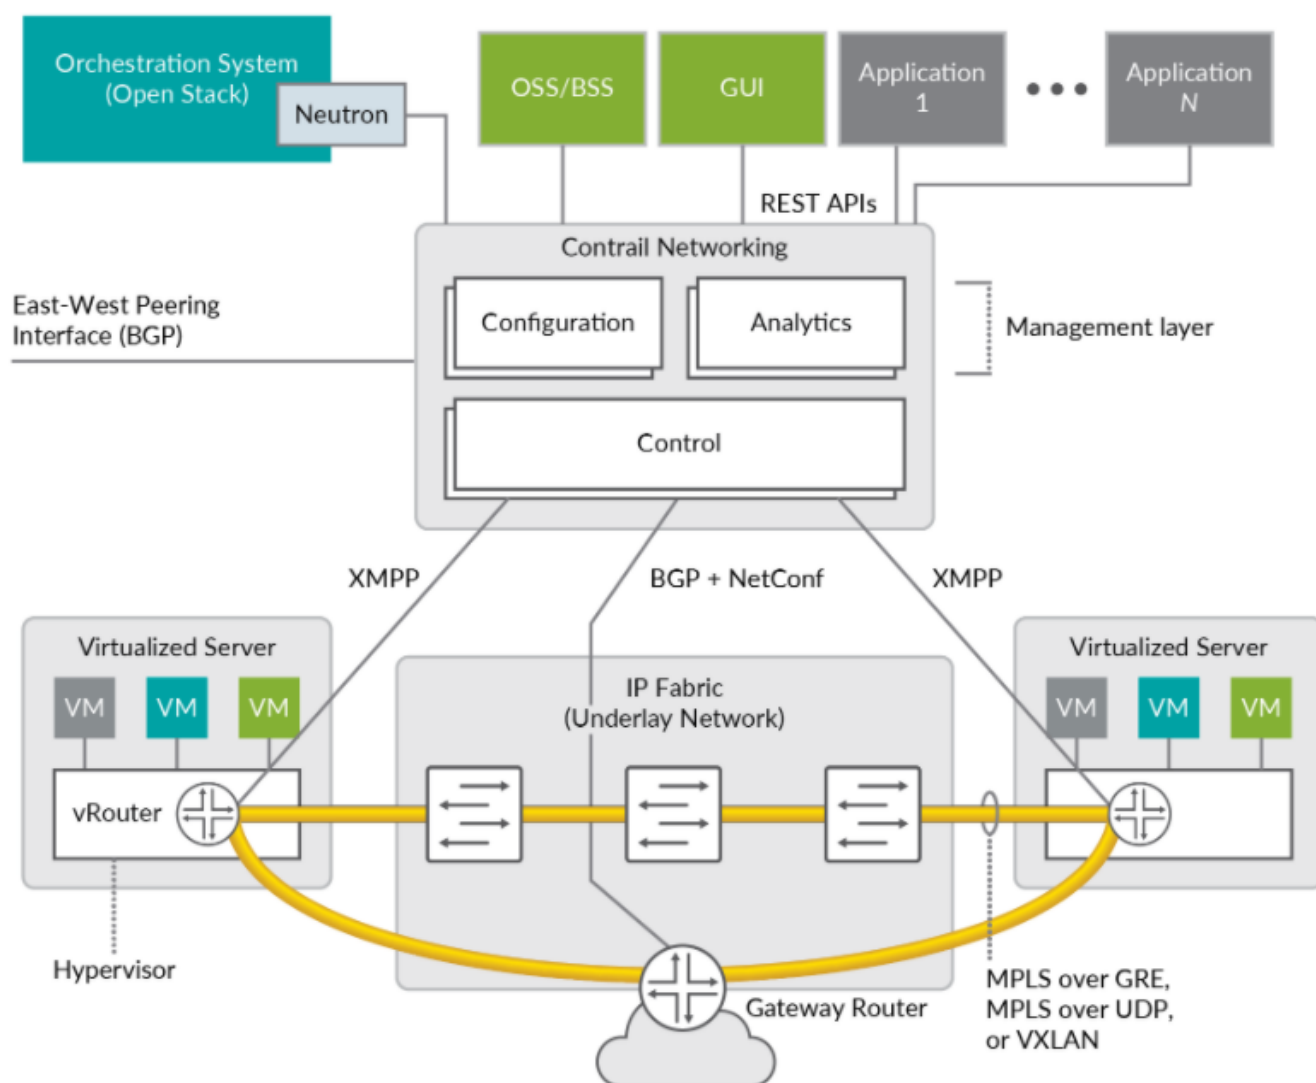 Orchestration System
(Open Stack)
Neutron
OSS/BSS
GUI
Application
1
Application
N
REST APIs
Contrail Networking
Configuration
Analytics
Management layer
East-West Peering
Interface (BGP)
Control
XMPP
BGP + NetConf
XMPP
Virtualized Server
VM
VM
VM
vRouter
Hypervisor
IP Fabric
(Underlay Network)
Virtualized Server
VM
VM
VM
Gateway Router
MPLS over GRE,
MPLS over UDP,
or VXLAN